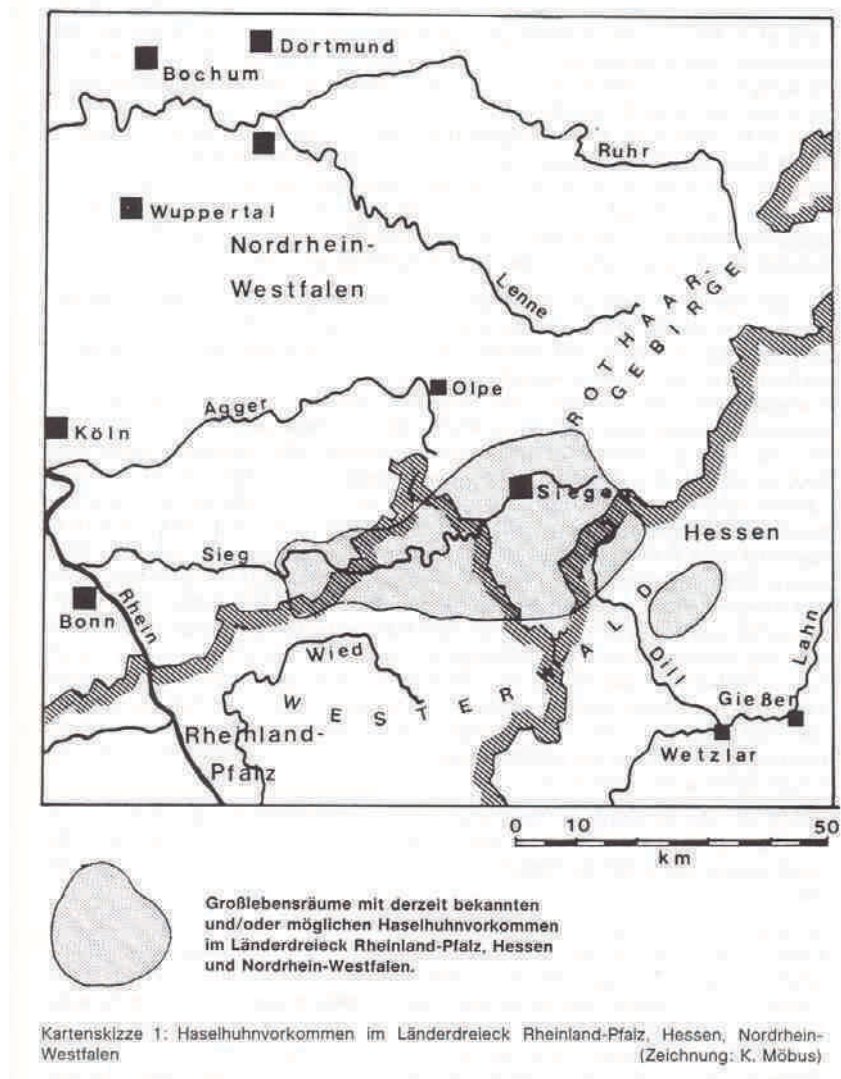 Dortmund
Bochum
Ruhr
Wuppertal
Nordrhein-
Westfalen
Lenne
ROTHAAR-
GEBIRGE
Olpe
Agger
Köln
Siegen
Hessen
Sieg
Bonn
Rhein
Wied
WESTERWALD
Dill
Lahn
Gießen
Rheinland-
Pfalz
Wetzlar
0 10 50
km
Großlebensräume mit derzeit bekannten
und/oder möglichen Haselhuhnvorkommen
im Länderdreieck Rheinland-Pfalz, Hessen
und Nordrhein-Westfalen.
Kartenskizze 1: Haselhuhnvorkommen im Länderdreieck Rheinland-Pfalz, Hessen, Nordrhein-
Westfalen (Zeichnung: K. Möbus)